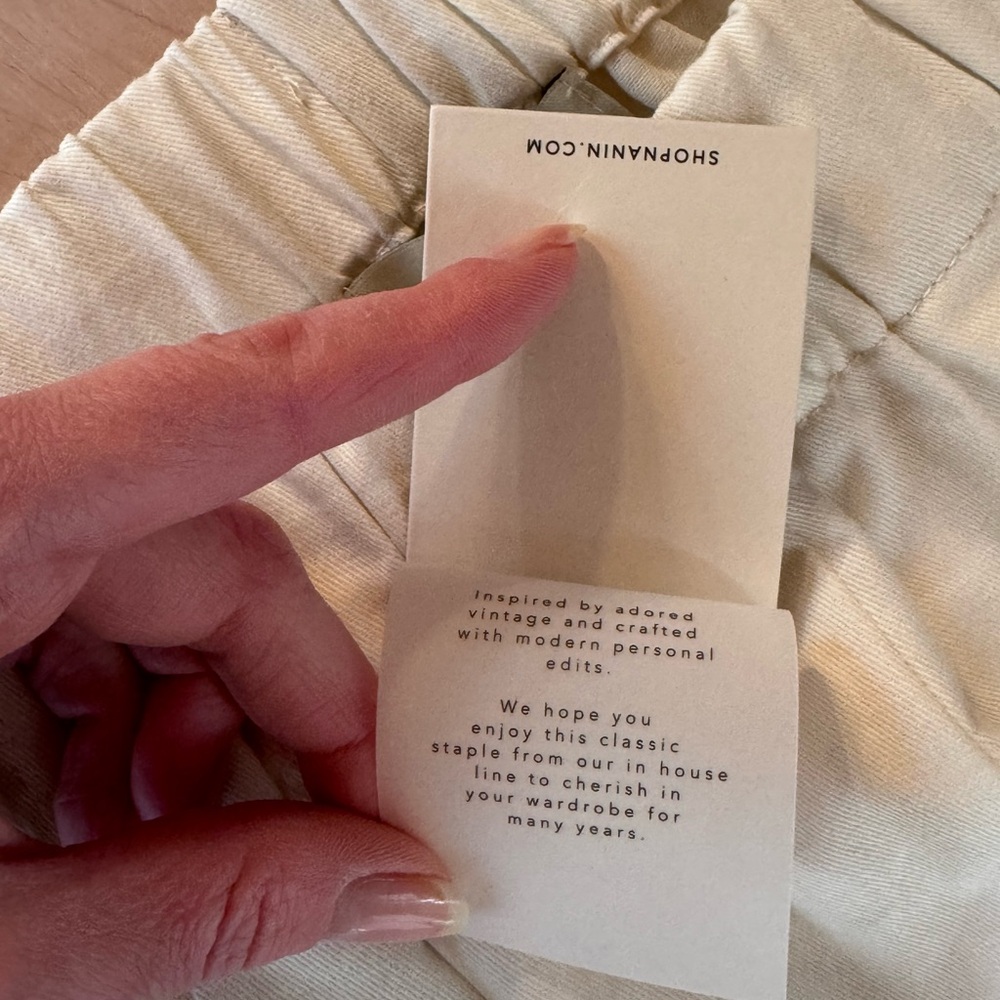 SHOPNANIN.COM
Inspired by adored
vintage and crafted
with modern personal
edits.
We hope you
enjoy this classic
staple from our in house
line to cherish in
your wardrobe for
many years.